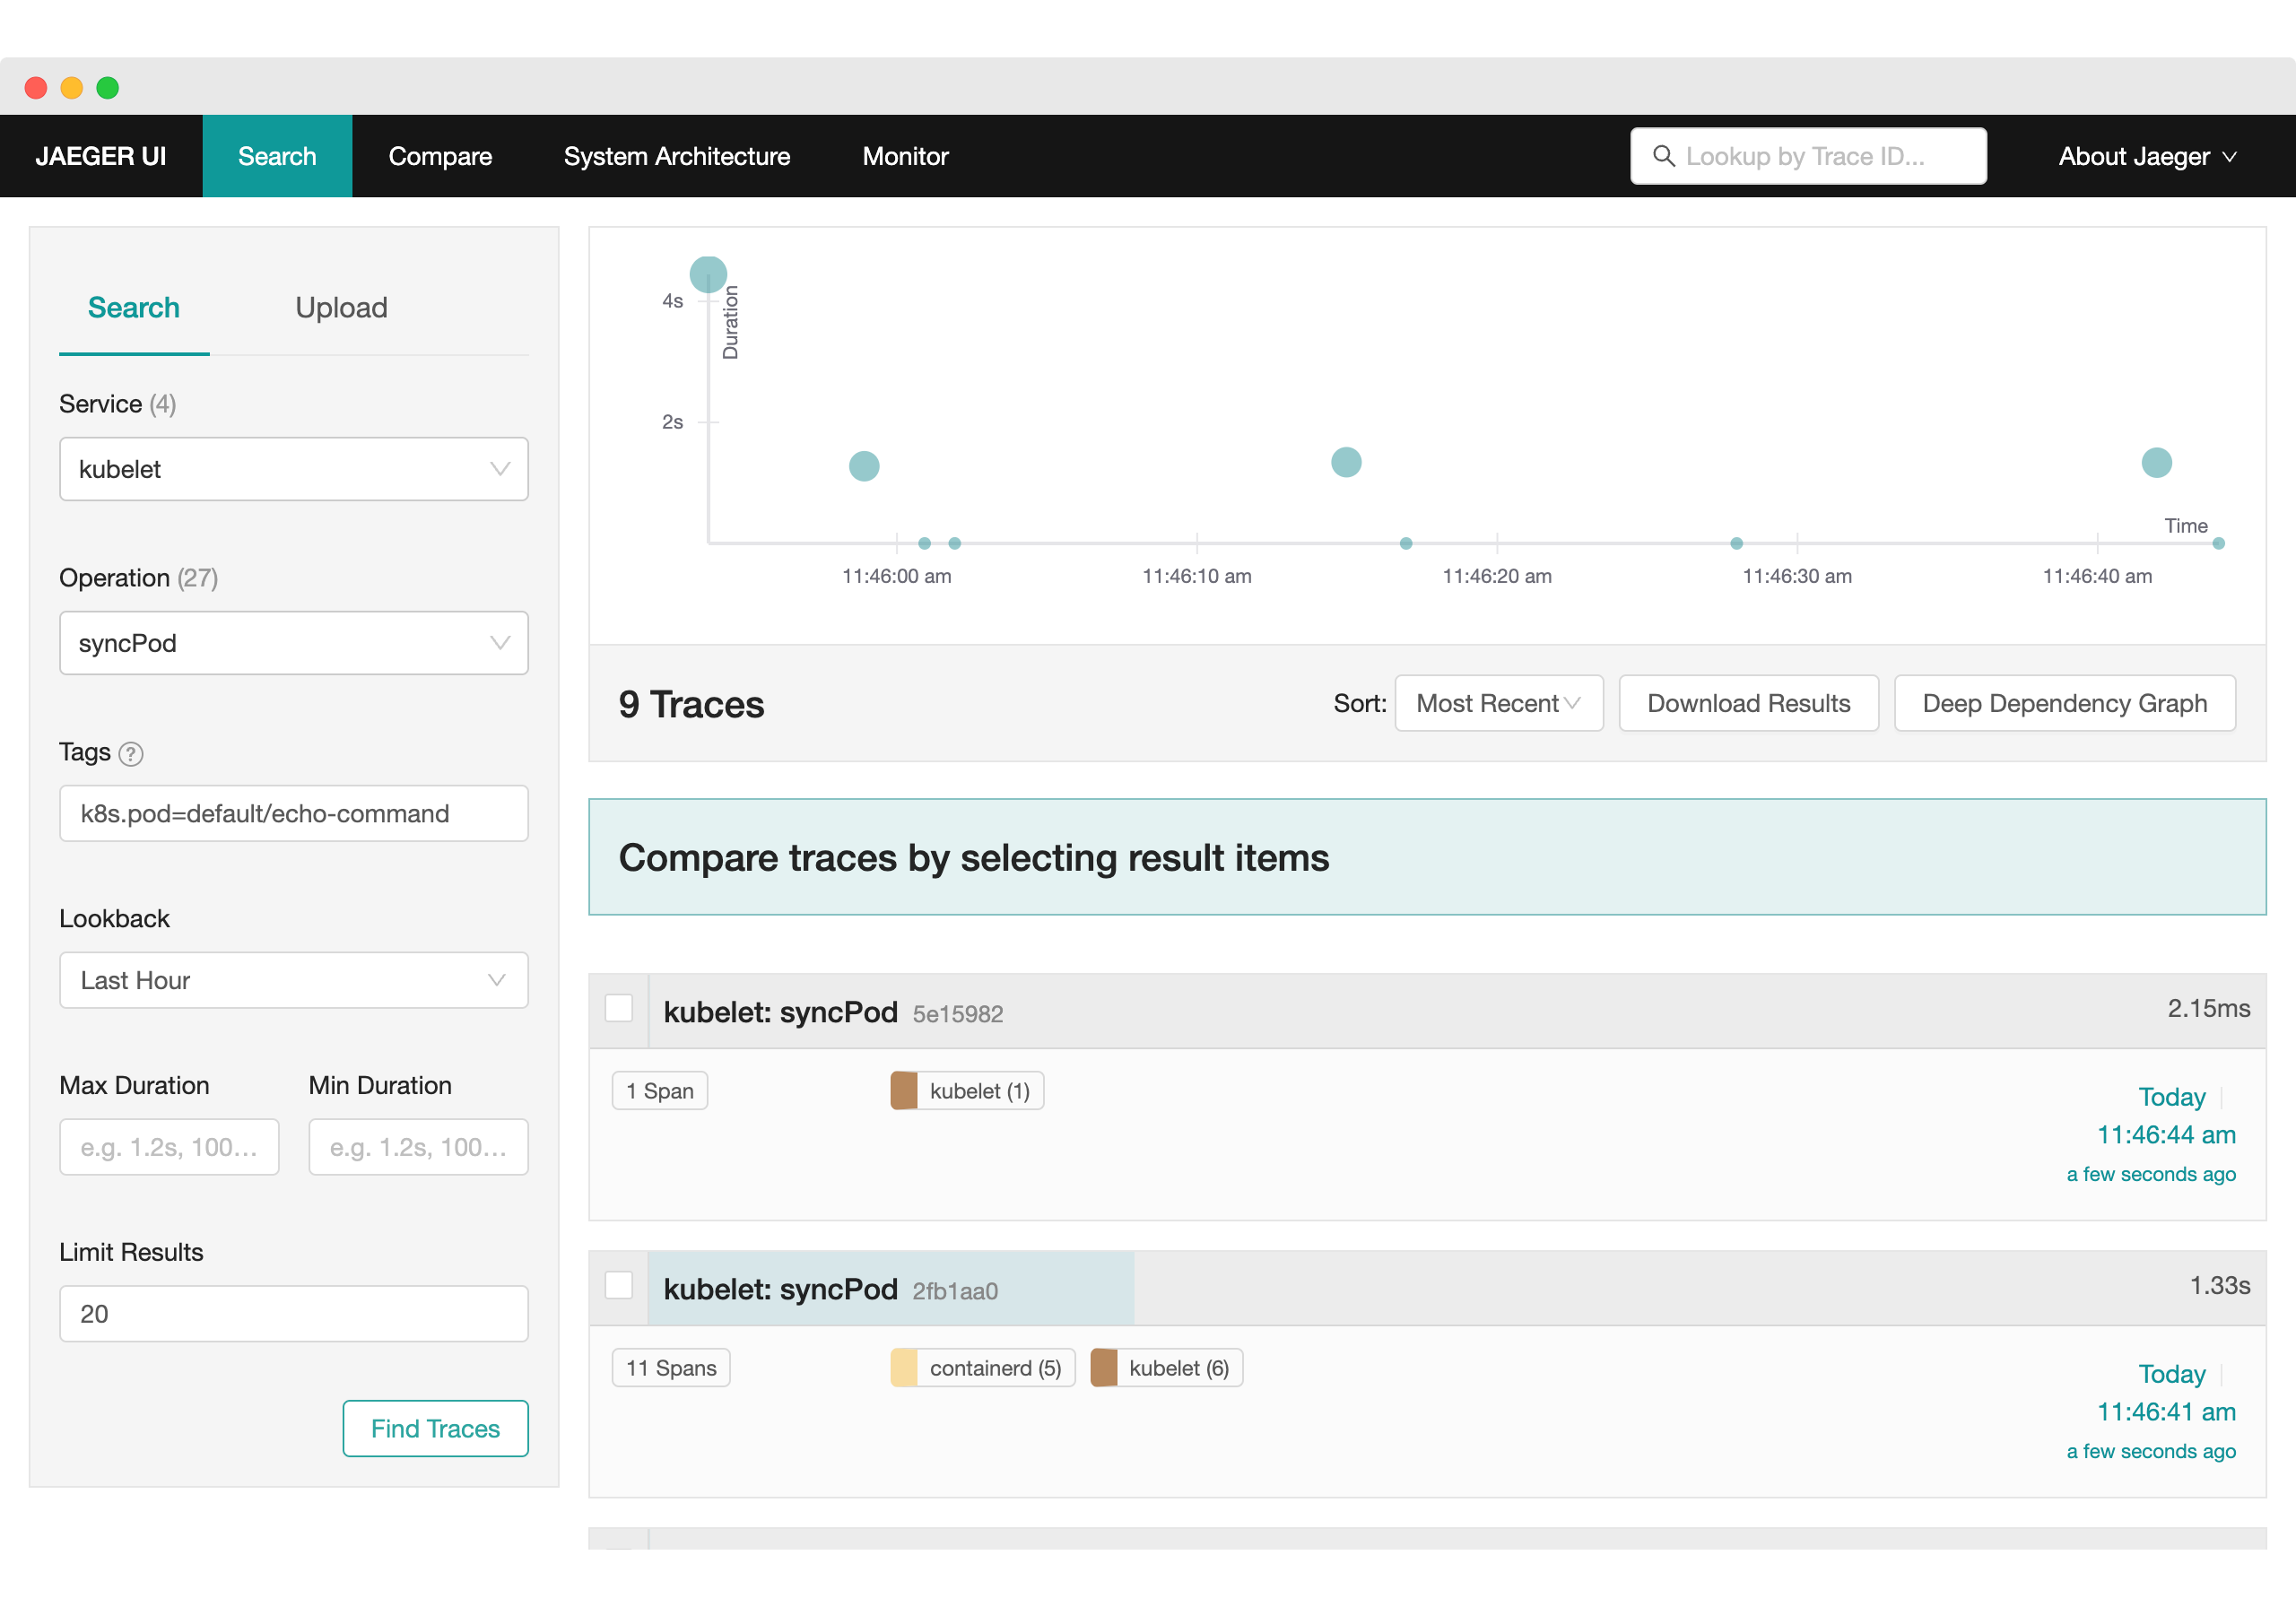 JAEGER UI Search Compare System Architecture Monitor Lookup by Trace ID... About Jaeger
Search Upload
Service (4)
kubelet
Operation (27)
syncPod
Tags ?
k8s.pod=default/echo-command
Lookback
Last Hour
Max Duration Min Duration
e.g. 1.2s, 100... e.g. 1.2s, 100...
Limit Results
20
Find Traces
Duration
4s
2s
Time
11:46:00 am 11:46:10 am 11:46:20 am 11:46:30 am 11:46:40 am
9 Traces Sort: Most Recent Download Results Deep Dependency Graph
Compare traces by selecting result items
kubelet: syncPod 5e15982 2.15ms
1 Span kubelet (1)
Today
11:46:44 am
a few seconds ago
kubelet: syncPod 2fb1aa0 1.33s
11 Spans containerd (5) kubelet (6)
Today
11:46:41 am
a few seconds ago